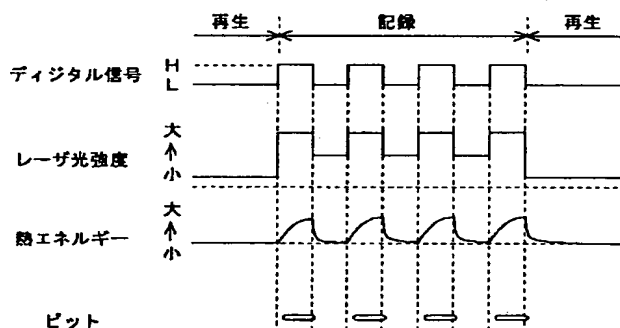 再生 記録 再生
ディジタル信号 H
L
レーザ光強度 大
↑
小
熱エネルギー 大
↑
小
ピット